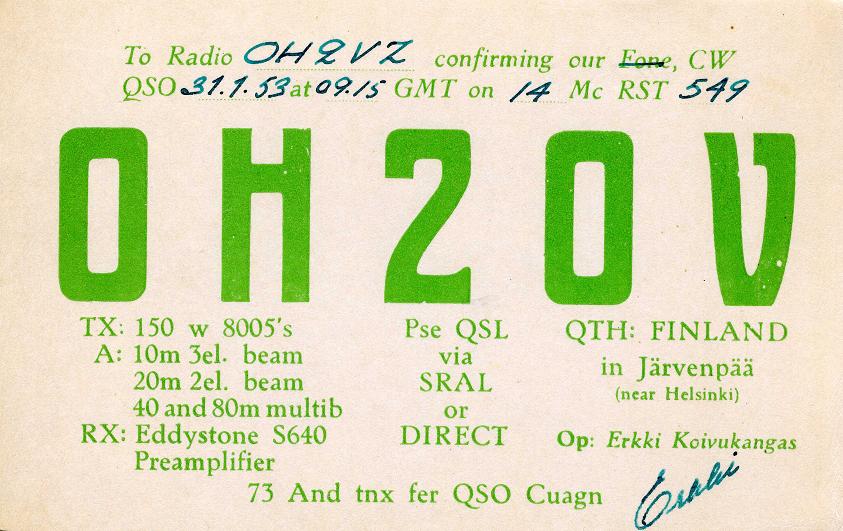 To Radio OH2VZ confirming our Fone, CW
QSO 31.1.53 at 09.15 GMT on 14 Mc RST 549
OH2OV
TX: 150 w 8005's
A: 10m 3el. beam
20m 2el. beam
40 and 80m multib
RX: Eddystone S640
Preamplifier
Pse QSL
via
SRAL
or
DIRECT
QTH: FINLAND
in Järvenpää
(near Helsinki)
Op: Erkki Koivukangas
Erkki
73 And tnx fer QSO Cuagn